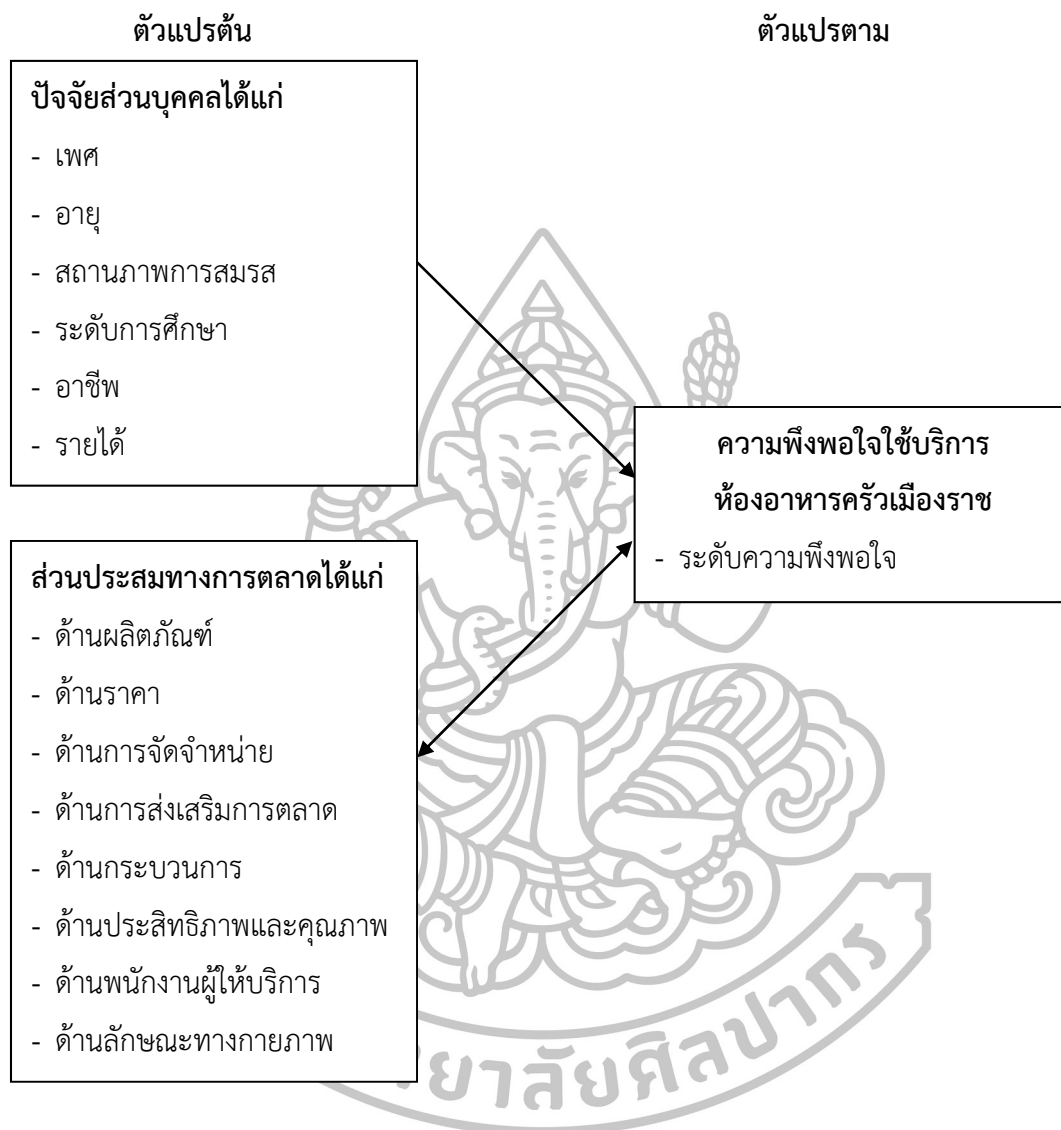 ตัวแปรต้น
ตัวแปรตาม
ปัจจัยส่วนบุคคลได้แก่
- เพศ
- อายุ
- สถานภาพการสมรส
- ระดับการศึกษา
- อาชีพ
- รายได้
ความพึงพอใจใช้บริการ
ห้องอาหารครัวเมืองราช
- ระดับความพึงพอใจ
ส่วนประสมทางการตลาดได้แก่
- ด้านผลิตภัณฑ์
- ด้านราคา
- ด้านการจัดจำหน่าย
- ด้านการส่งเสริมการตลาด
- ด้านกระบวนการ
- ด้านประสิทธิภาพและคุณภาพ
- ด้านพนักงานผู้ให้บริการ
- ด้านลักษณะทางกายภาพ
ยาลัยศิลปากร